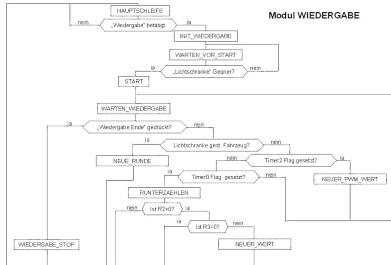 HAUPTSCHLEIFE
Modul WIEDERGABE
nein
„Wiedergabe" betätigt
ja
INIT_WIEDERGABE
WARTEN_VOR_START
ja
„Lichtschranke" Gegner?
nein
START
WARTEN_WIEDERGABE
ja
„Wiedergabe Ende" gedrückt?
nein
ja
Lichtschranke gest. Fahrzeug?
nein
NEUE_RUNDE
nein
Timer2 Flag gesetzt?
ja
ja
Timer0 Flag gesetzt?
nein
NEUER_PWM_WERT
RUNTERZAEHLEN
nein
Ist R2=0?
ja
ja
Ist R3=0?
nein
WIEDERGABE_STOP
NEUER_WERT